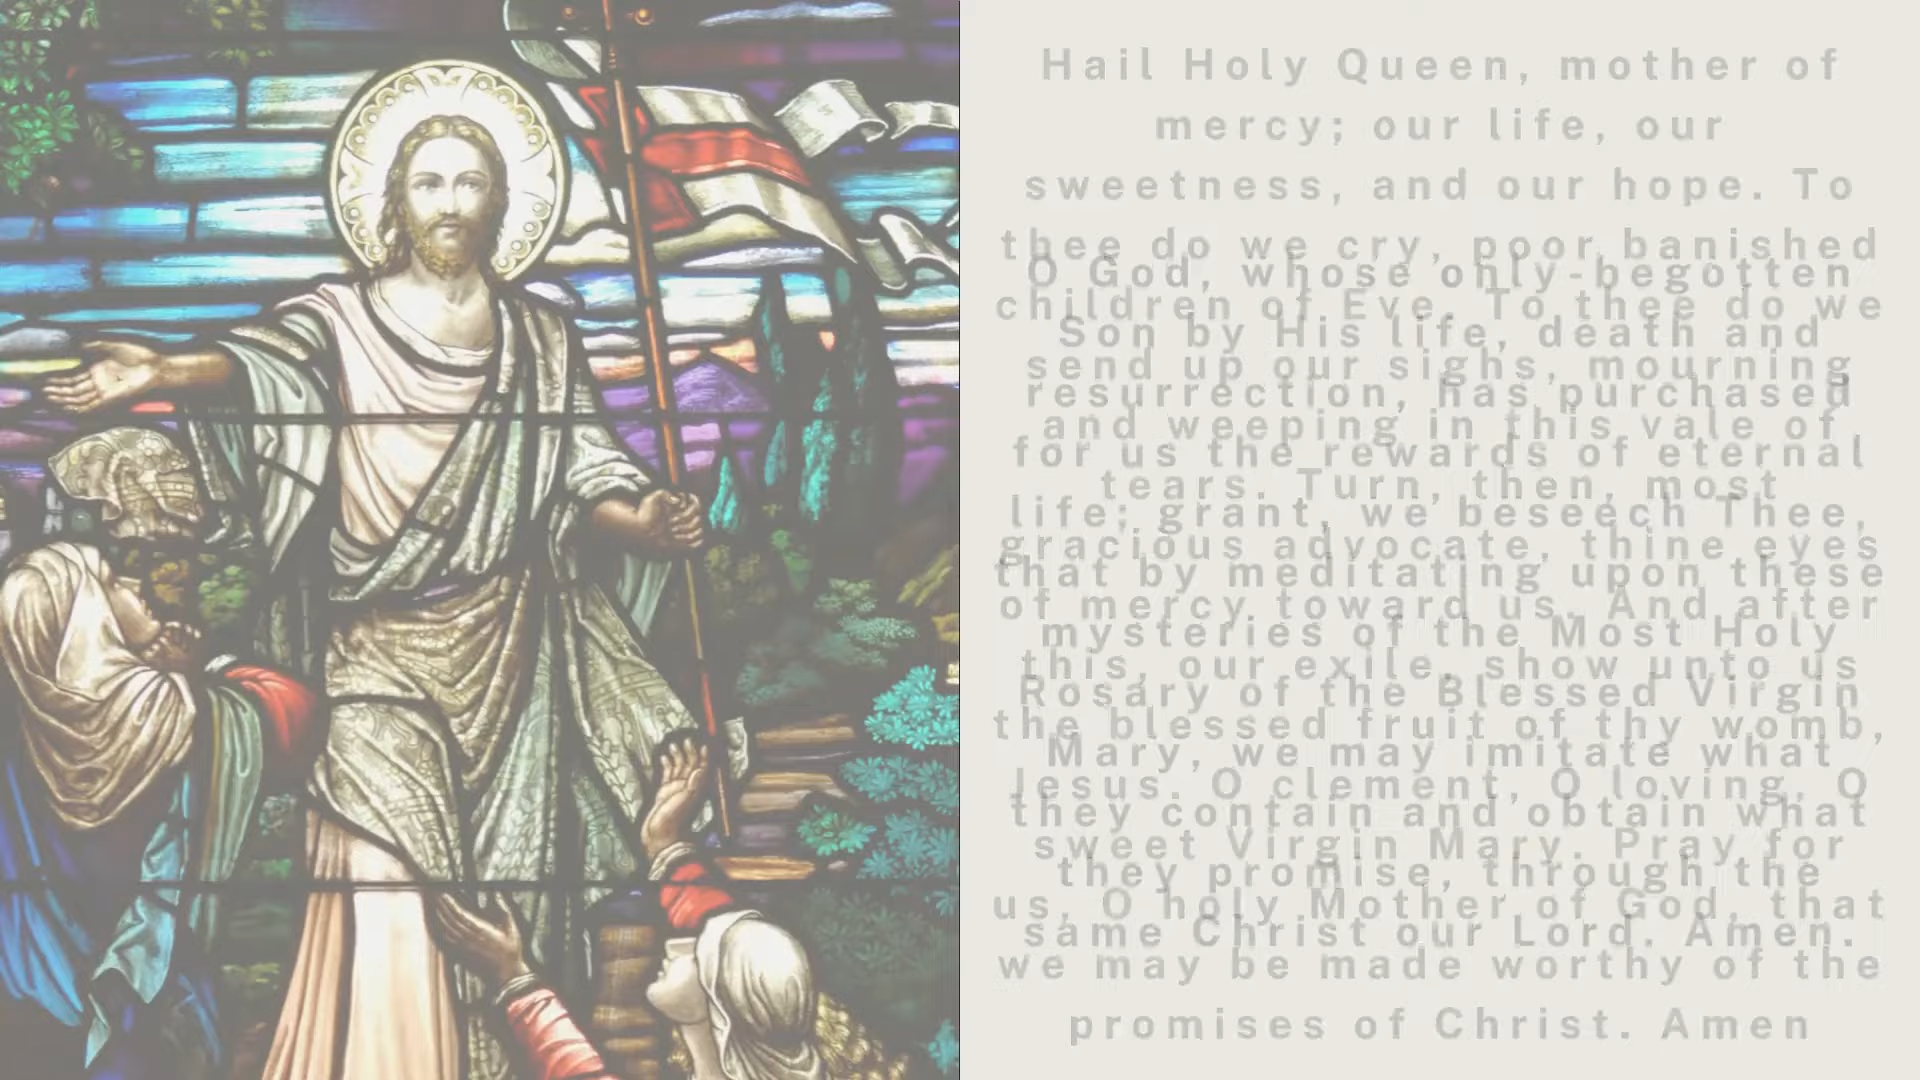 Hail Holy Queen, mother of
mercy; our life, our
sweetness, and our hope. To
thee do we cry, poor banished
children of Eve. To thee do we
send up our sighs, mourning
and weeping in this vale of
tears. Turn, then, most
gracious advocate, thine eyes
of mercy toward us. And after
this, our exile, show unto us
the blessed fruit of thy womb,
Jesus. O clement, O loving, O
sweet Virgin Mary. Pray for
us, O holy Mother of God, that
we may be made worthy of the
promises of Christ. Amen
O God, whose only-begotten
Son by His life, death and
resurrection, has purchased
for us the rewards of eternal
life; grant, we beseech Thee,
that by meditating upon these
mysteries of the Most Holy
Rosary of the Blessed Virgin
Mary, we may imitate what
they contain and obtain what
they promise, through the
same Christ our Lord. Amen.